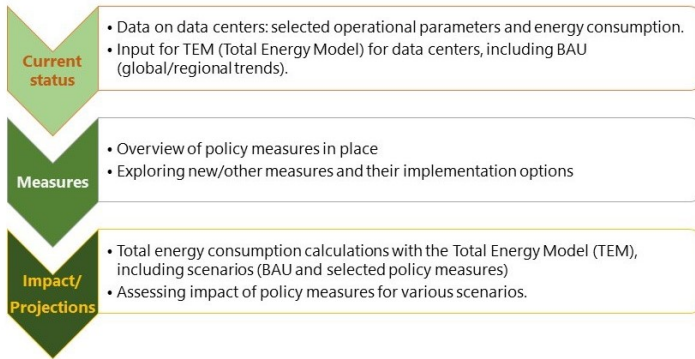 Current
status
• Data on data centers: selected operational parameters and energy consumption.
• Input for TEM (Total Energy Model) for data centers, including BAU
(global/regional trends).
Measures
• Overview of policy measures in place
• Exploring new/other measures and their implementation options
Impact/
Projections
• Total energy consumption calculations with the Total Energy Model (TEM),
including scenarios (BAU and selected policy measures)
• Assessing impact of policy measures for various scenarios.